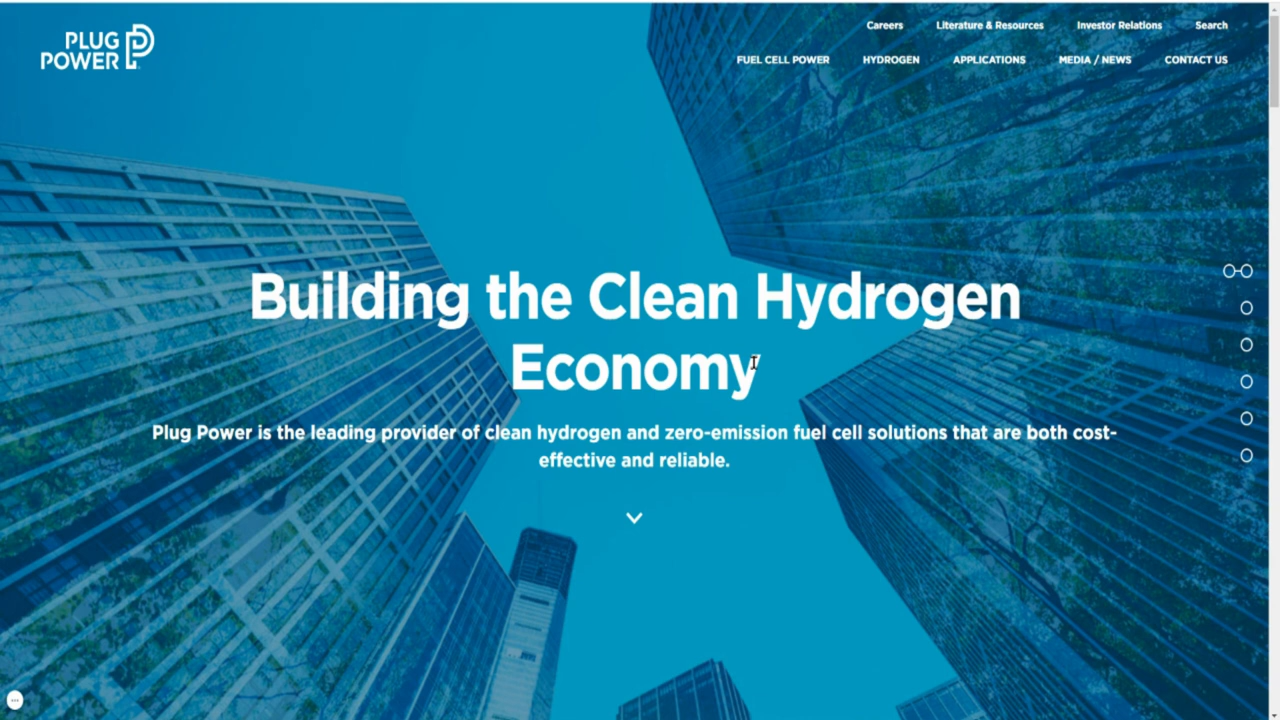 PLUG
POWER
Careers
Literature & Resources
Investor Relations
Search
FUEL CELL POWER
HYDROGEN
APPLICATIONS
MEDIA / NEWS
CONTACT US
Building the Clean Hydrogen
Economy
Plug Power is the leading provider of clean hydrogen and zero-emission fuel cell solutions that are both cost-
effective and reliable.